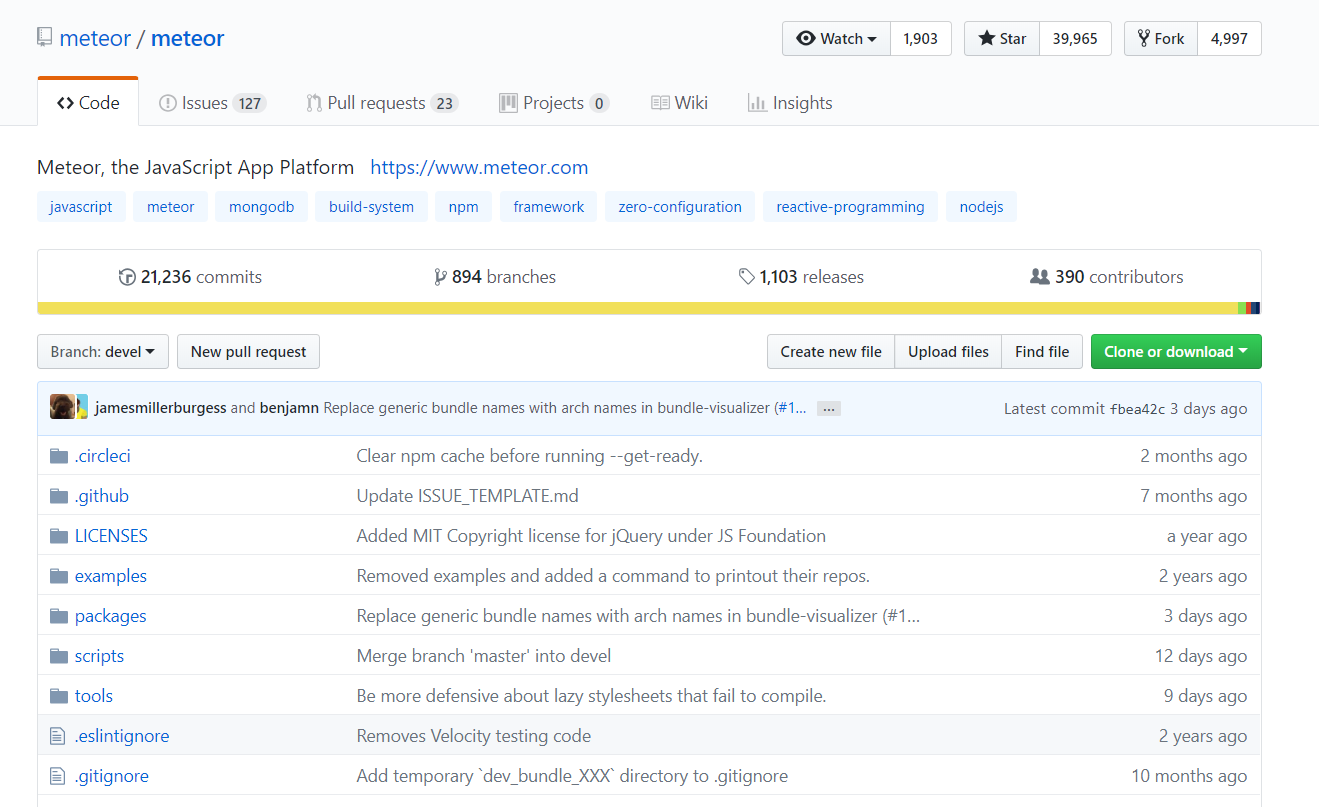 meteor / meteor Watch 1,903 Star 39,965 Fork 4,997
Code Issues 127 Pull requests 23 Projects 0 Wiki Insights
Meteor, the JavaScript App Platform https://www.meteor.com
javascript meteor mongodb build-system npm framework zero-configuration reactive-programming nodejs
21,236 commits 894 branches 1,103 releases 390 contributors
Branch: devel New pull request Create new file Upload files Find file Clone or download
jamesmillerburgess and benjamn Replace generic bundle names with arch names in bundle-visualizer (#1... ... Latest commit fbea42c 3 days ago
.circleci Clear npm cache before running --get-ready. 2 months ago
.github Update ISSUE_TEMPLATE.md 7 months ago
LICENSES Added MIT Copyright license for jQuery under JS Foundation a year ago
examples Removed examples and added a command to printout their repos. 2 years ago
packages Replace generic bundle names with arch names in bundle-visualizer (#1... 3 days ago
scripts Merge branch 'master' into devel 12 days ago
tools Be more defensive about lazy stylesheets that fail to compile. 9 days ago
.eslintignore Removes Velocity testing code 2 years ago
.gitignore Add temporary `dev_bundle_XXX` directory to .gitignore 10 months ago